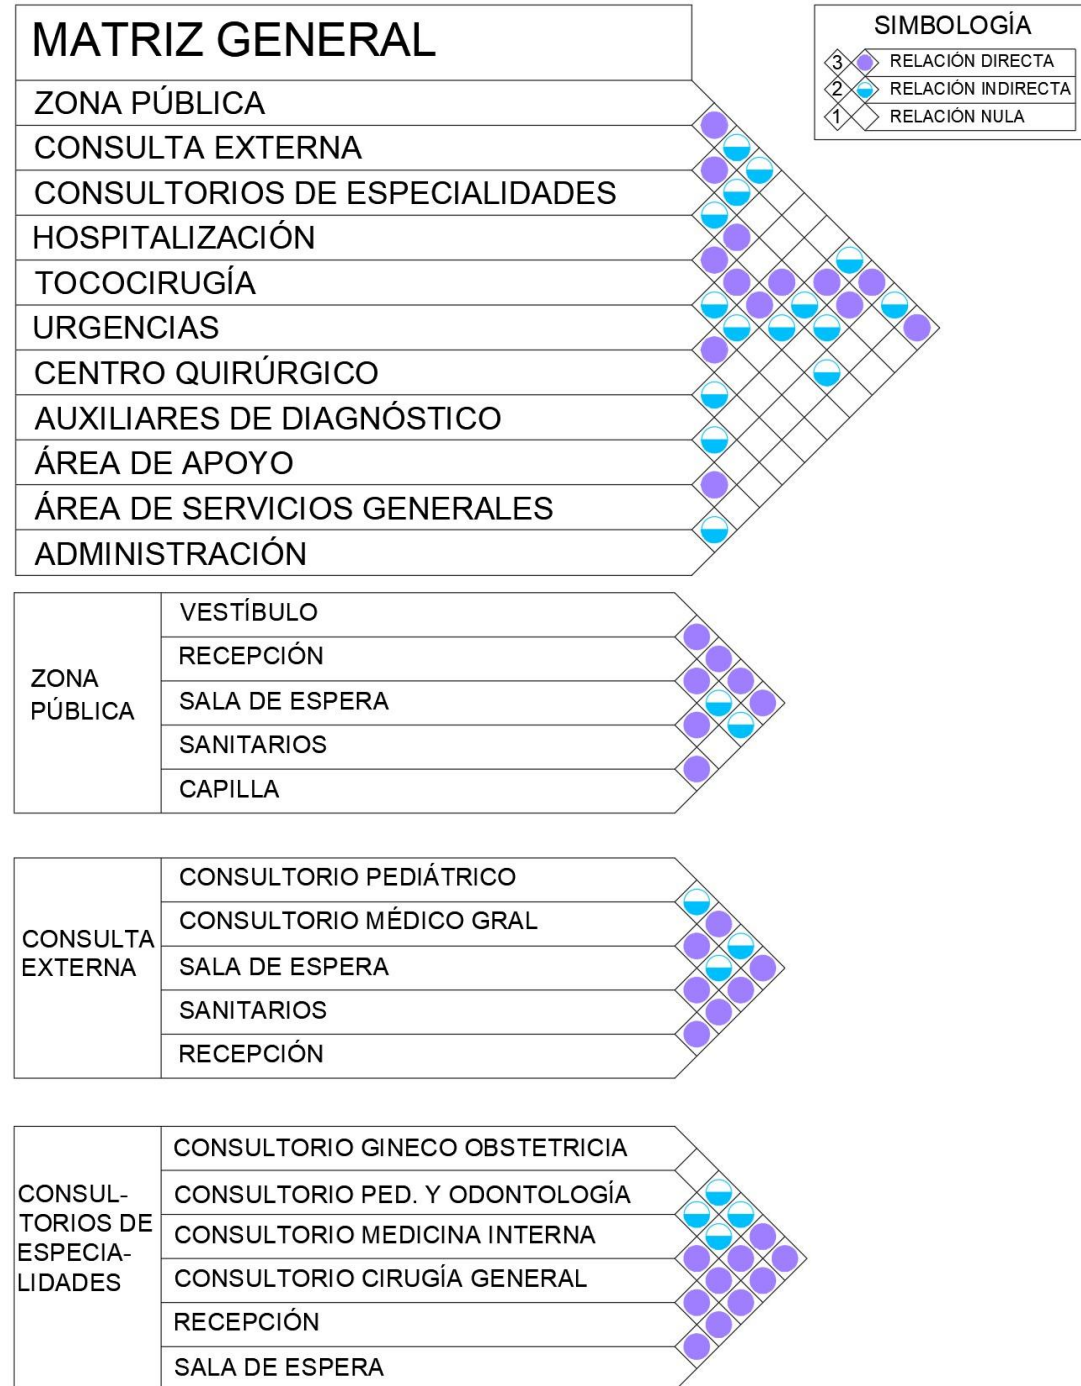 MATRIZ GENERAL
ZONA PÚBLICA
CONSULTA EXTERNA
CONSULTORIOS DE ESPECIALIDADES
HOSPITALIZACIÓN
TOCOCIRUGÍA
URGENCIAS
CENTRO QUIRÚRGICO
AUXILIARES DE DIAGNÓSTICO
ÁREA DE APOYO
ÁREA DE SERVICIOS GENERALES
ADMINISTRACIÓN
SIMBOLOGÍA
3 RELACIÓN DIRECTA
2 RELACIÓN INDIRECTA
1 RELACIÓN NULA
ZONA
PÚBLICA
VESTÍBULO
RECEPCIÓN
SALA DE ESPERA
SANITARIOS
CAPILLA
CONSULTA
EXTERNA
CONSULTORIO PEDIÁTRICO
CONSULTORIO MÉDICO GRAL
SALA DE ESPERA
SANITARIOS
RECEPCIÓN
CONSUL-
TORIOS DE
ESPECIA-
LIDADES
CONSULTORIO GINECO OBSTETRICIA
CONSULTORIO PED. Y ODONTOLOGÍA
CONSULTORIO MEDICINA INTERNA
CONSULTORIO CIRUGÍA GENERAL
RECEPCIÓN
SALA DE ESPERA